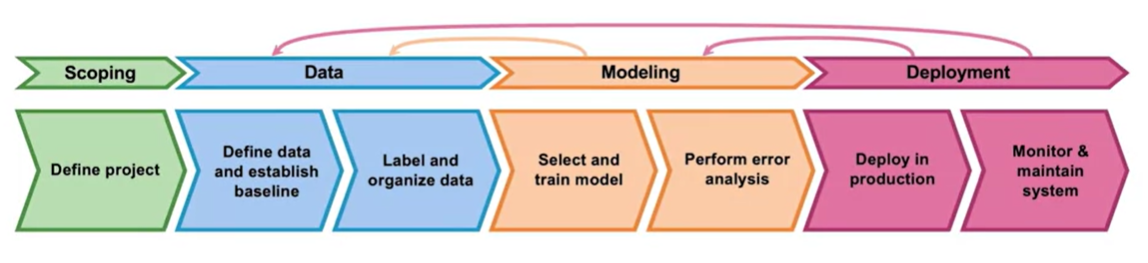 Scoping
Data
Modeling
Deployment
Define project
Define data
and establish
baseline
Label and
organize data
Select and
train model
Perform error
analysis
Deploy in
production
Monitor &
maintain
system